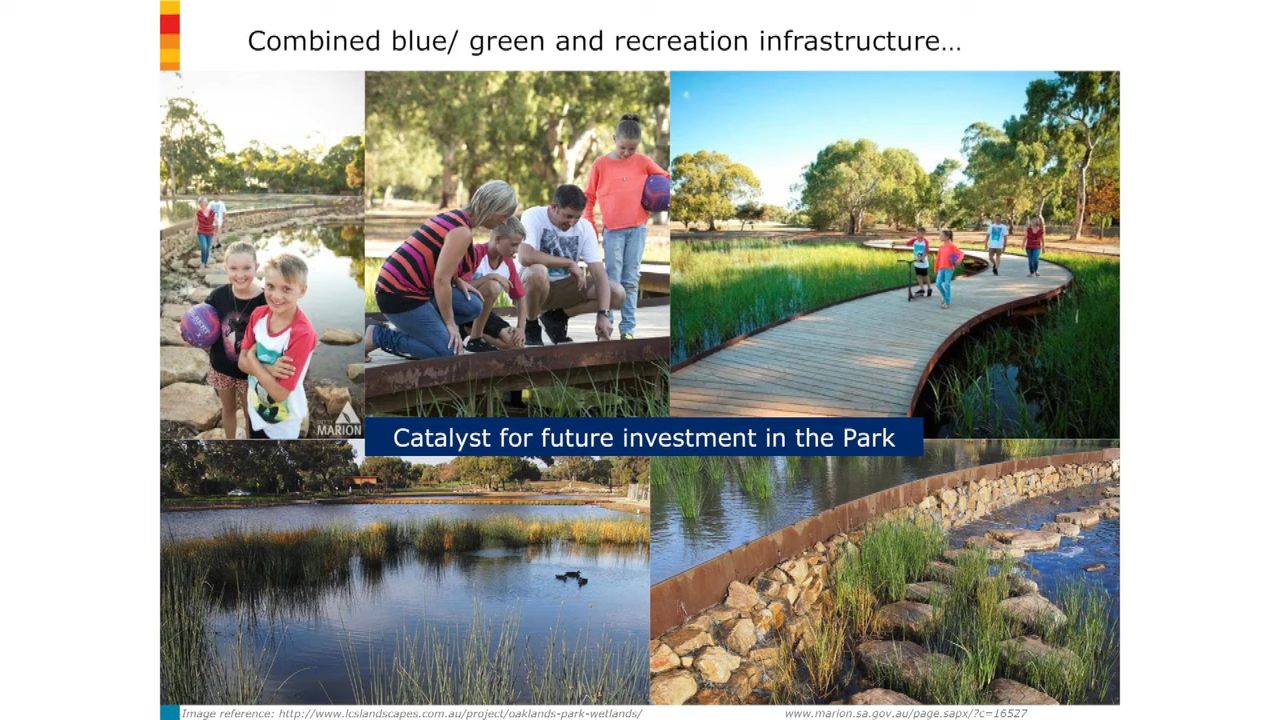 Combined blue/ green and recreation infrastructure…
MARION
Catalyst for future investment in the Park
Image reference: http://www.lcslandscapes.com.au/project/oaklands-park-wetlands/
www.marion.sa.gov.au/page.sapx/?c=16527